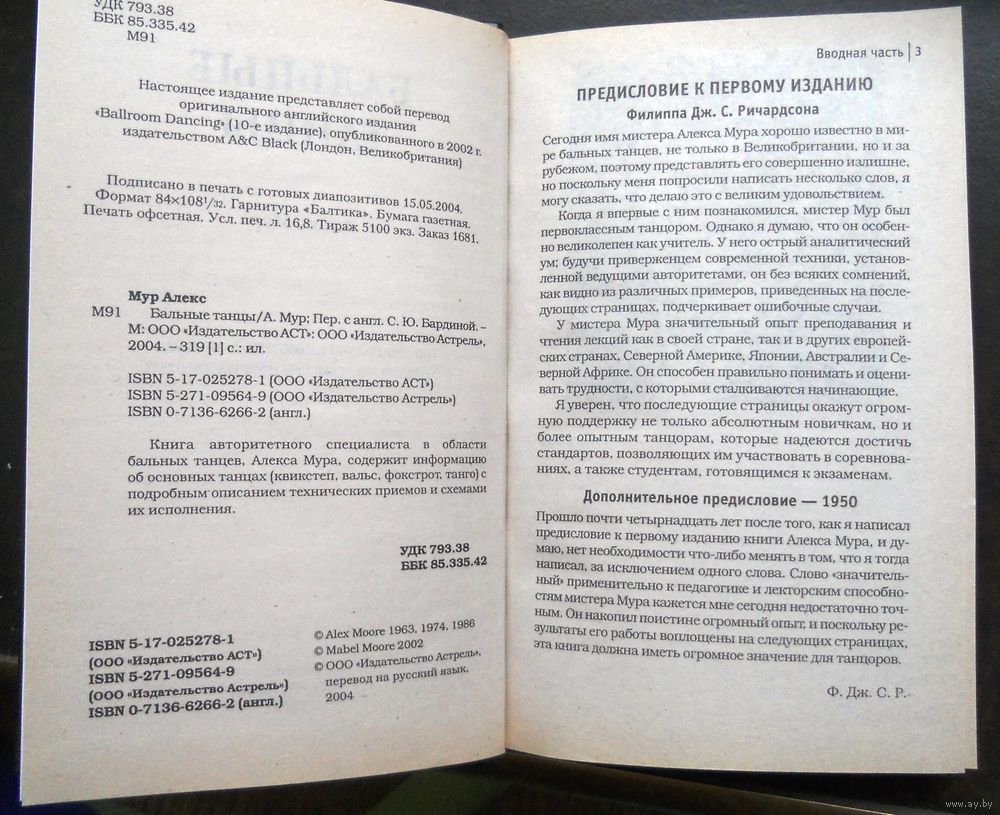 УДК 793.38
ББК 85.335.42
М91
Настоящее издание представляет собой перевод
оригинального английского издания
«Ballroom Dancing» (10-е издание), опубликованного в 2002 г.
издательством A&C Black (Лондон, Великобритания)
Подписано в печать с готовых диапозитивов 15.05.2004.
Формат 84×108¹/₃₂. Гарнитура «Балтика». Бумага газетная.
Печать офсетная. Усл. печ. л. 16,8. Тираж 5100 экз. Заказ 1681.
Мур Алекс
М91 Бальные танцы/А. Мур; Пер. с англ. С. Ю. Бардиной. –
М: ООО «Издательство АСТ»: ООО «Издательство Астрель»,
2004. – 319 [1] с.: ил.
ISBN 5-17-025278-1 (ООО «Издательство АСТ»)
ISBN 5-271-09564-9 (ООО «Издательство Астрель»)
ISBN 0-7136-6266-2 (англ.)
Книга авторитетного специалиста в области
бальных танцев, Алекса Мура, содержит информацию
об основных танцах (квикстеп, вальс, фокстрот, танго) с
подробным описанием технических приемов и схемами
их исполнения.
УДК 793.38
ББК 85.335.42
ISBN 5-17-025278-1
(ООО «Издательство АСТ»)
ISBN 5-271-09564-9
(ООО «Издательство Астрель»)
ISBN 0-7136-6266-2 (англ.)
© Alex Moore 1963, 1974, 1986
© Mabel Moore 2002
© ООО «Издательство Астрель»,
перевод на русский язык,
2004
Вводная часть | 3
ПРЕДИСЛОВИЕ К ПЕРВОМУ ИЗДАНИЮ
Филиппа Дж. С. Ричардсона
Сегодня имя мистера Алекса Мура хорошо известно в ми-
ре бальных танцев, не только в Великобритании, но и за
рубежом, поэтому представлять его совершенно излишне,
но поскольку меня попросили написать несколько слов, я
могу сказать, что делаю это с великим удовольствием.
Когда я впервые с ним познакомился, мистер Мур был
первоклассным танцором. Однако я думаю, что он особен-
но великолепен как учитель. У него острый аналитический
ум; будучи приверженцем современной техники, установ-
ленной ведущими авторитетами, он без всяких сомнений,
как видно из различных примеров, приведенных на после-
дующих страницах, подчеркивает ошибочные случаи.
У мистера Мура значительный опыт преподавания и
чтения лекций как в своей стране, так и в других европей-
ских странах, Северной Америке, Японии, Австралии и Се-
верной Африке. Он способен правильно понимать и оцени-
вать трудности, с которыми сталкиваются начинающие.
Я уверен, что последующие страницы окажут огром-
ную поддержку не только абсолютным новичкам, но и
более опытным танцорам, которые надеются достичь
стандартов, позволяющих им участвовать в соревнова-
ниях, а также студентам, готовящимся к экзаменам.
Дополнительное предисловие — 1950
Прошло почти четырнадцать лет после того, как я написал
предисловие к первому изданию книги Алекса Мура, и ду-
маю, нет необходимости что-либо менять в том, что я тогда
написал, за исключением одного слова. Слово «значитель-
ный» применительно к педагогике и лекторским способно-
стям мистера Мура кажется мне сегодня недостаточно точ-
ным. Он накопил поистине огромный опыт, и поскольку ре-
зультаты его работы воплощены на следующих страницах,
эта книга должна иметь огромное значение для танцоров.
Ф. Дж. С. Р.
www.ay.by